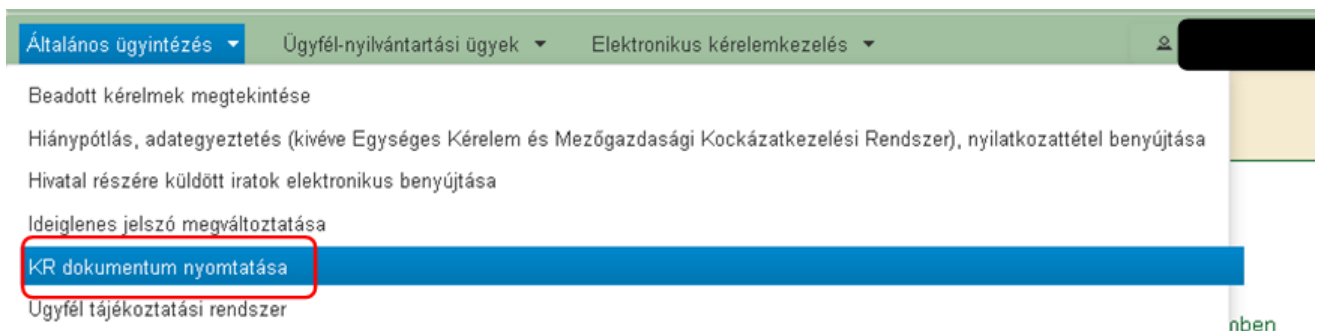 Általános ügyintézés Ügyfél-nyilvántartási ügyek Elektronikus kérelemkezelés
Beadott kérelmek megtekintése
Hiánypótlás, adategyeztetés (kivéve Egységes Kérelem és Mezőgazdasági Kockázatkezelési Rendszer), nyilatkozattétel benyújtása
Hivatal részére küldött iratok elektronikus benyújtása
Ideiglenes jelszó megváltoztatása
KR dokumentum nyomtatása
Ügyfél tájékoztatási rendszer